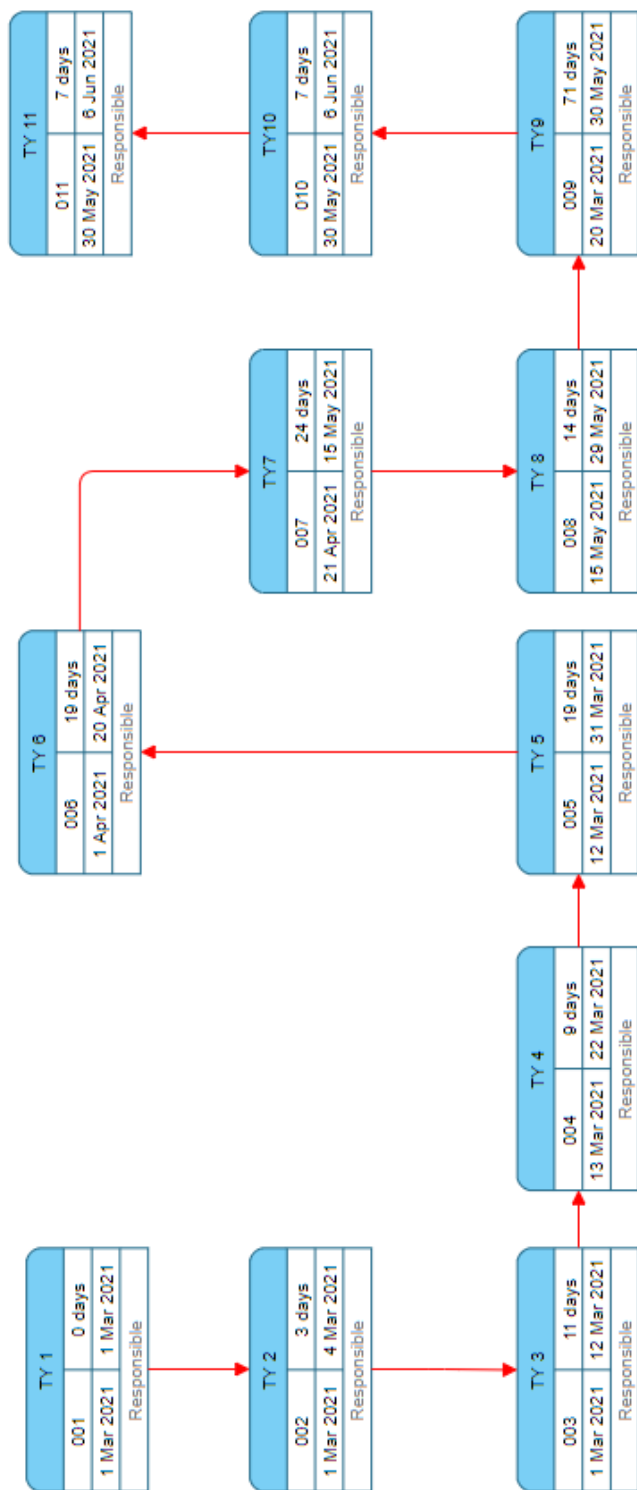 TY 1
001 0 days
1 Mar 2021 1 Mar 2021
Responsible
TY 2
002 3 days
1 Mar 2021 4 Mar 2021
Responsible
TY 3
003 11 days
1 Mar 2021 12 Mar 2021
Responsible
TY 4
004 9 days
13 Mar 2021 22 Mar 2021
Responsible
TY 5
005 19 days
12 Mar 2021 31 Mar 2021
Responsible
TY 6
006 19 days
1 Apr 2021 20 Apr 2021
Responsible
TY7
007 24 days
21 Apr 2021 15 May 2021
Responsible
TY 8
008 14 days
15 May 2021 29 May 2021
Responsible
TY9
009 71 days
20 Mar 2021 30 May 2021
Responsible
TY10
010 7 days
30 May 2021 6 Jun 2021
Responsible
TY 11
011 7 days
30 May 2021 6 Jun 2021
Responsible